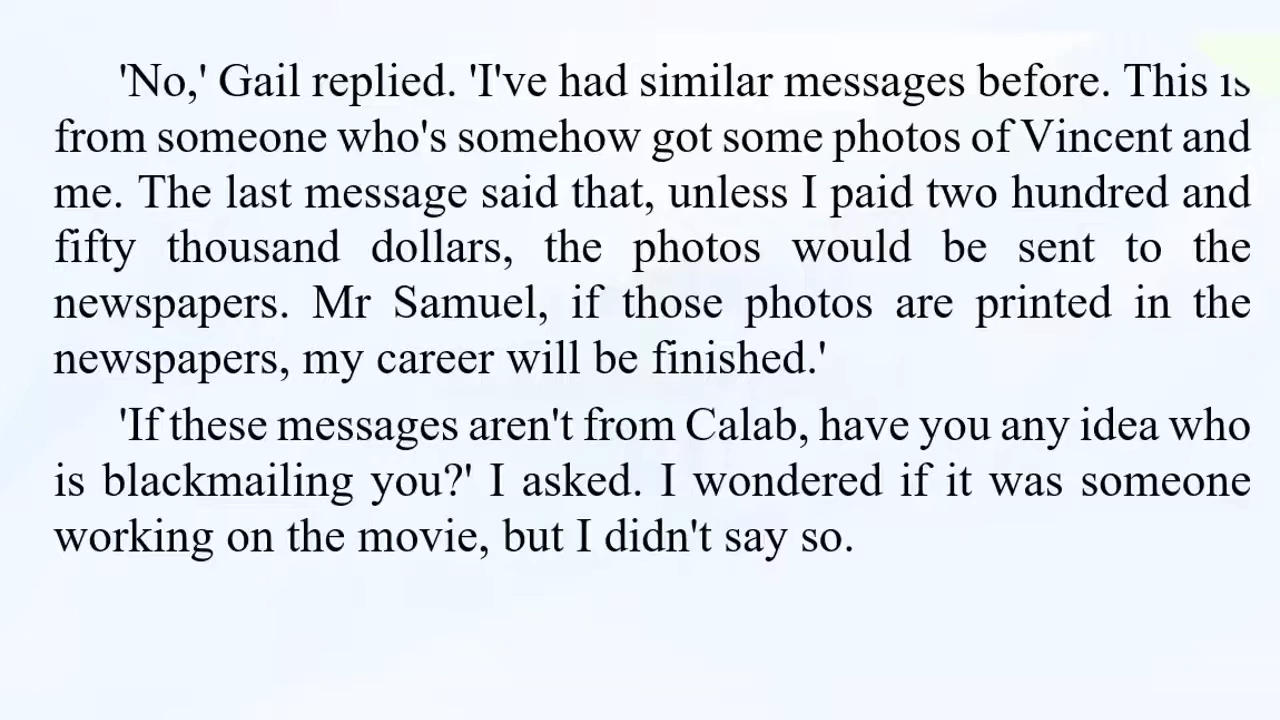 'No,' Gail replied. 'I've had similar messages before. This is
from someone who's somehow got some photos of Vincent and
me. The last message said that, unless I paid two hundred and
fifty thousand dollars, the photos would be sent to the
newspapers. Mr Samuel, if those photos are printed in the
newspapers, my career will be finished.'
'If these messages aren't from Calab, have you any idea who
is blackmailing you?' I asked. I wondered if it was someone
working on the movie, but I didn't say so.